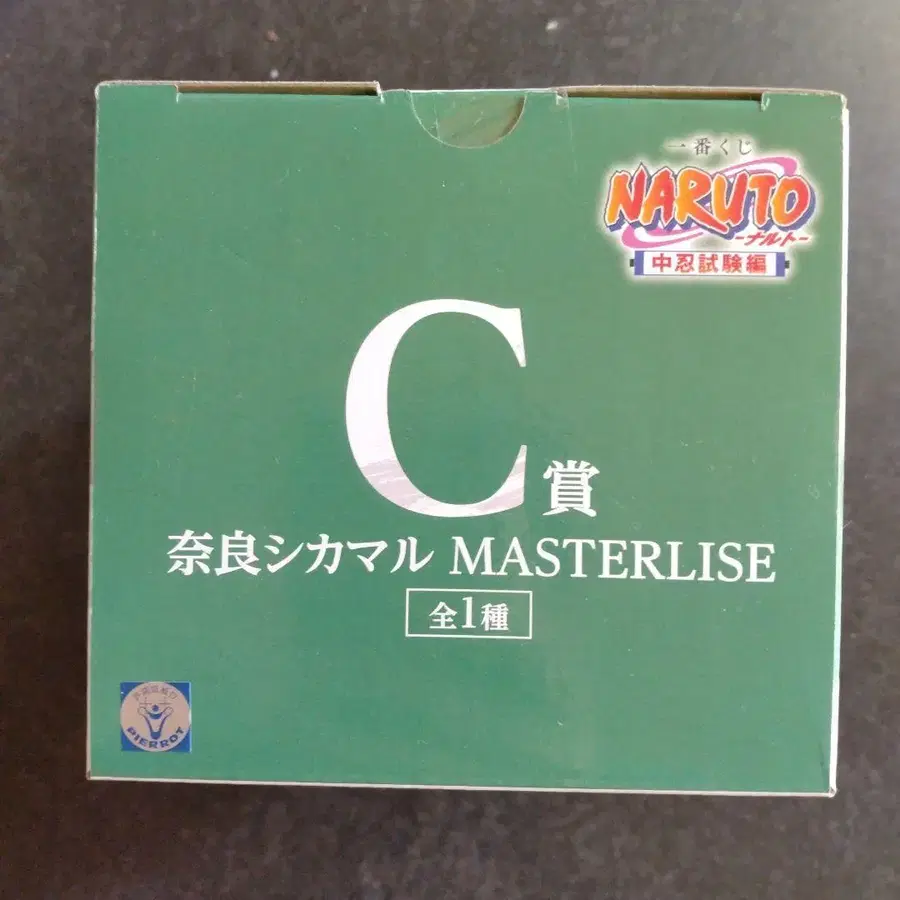 一番くじ
NARUTO
-ナルト-
中忍試験編
C賞
奈良シカマル MASTERLISE
全1種
PIERROT